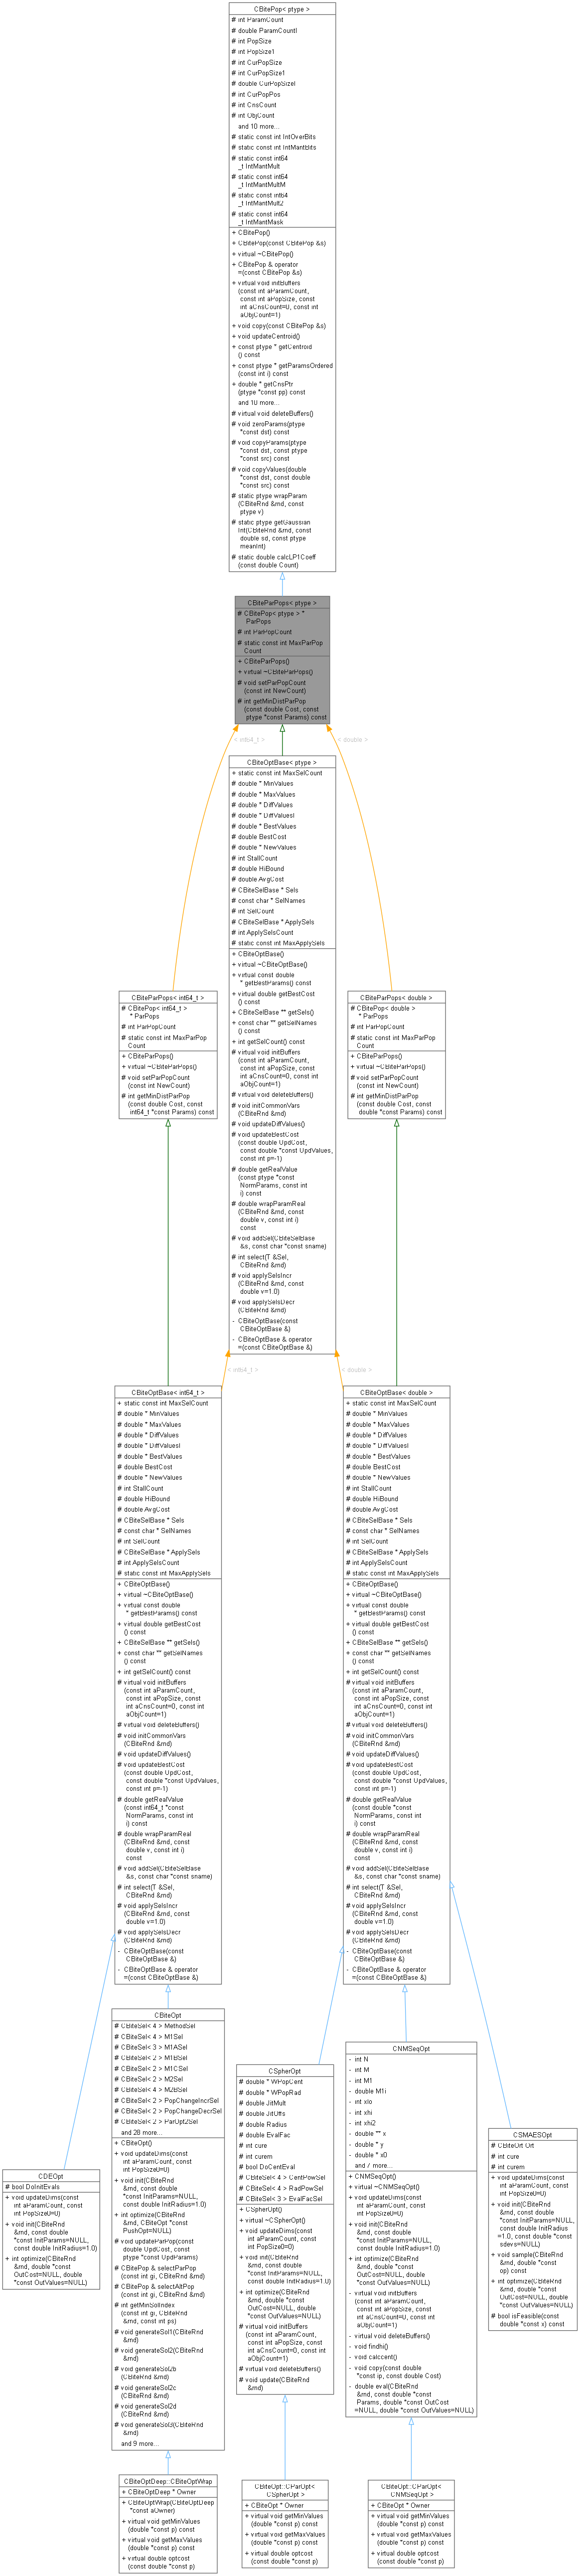 CBitePop< ptype >
# int ParamCount
# double ParamCountI
# int PopSize
# int PopSize1
# int CurPopSize
# int CurPopSize1
# double CurPopSizeI
# int CurPopPos
# int CnsCount
# int ObjCount
and 10 more...
# static const int IntOverBits
# static const int IntMantBits
# static const int64
_t IntMantMult
# static const int64
_t IntMantMultM
# static const int64
_t IntMantMult2
# static const int64
_t IntMantMask
+ CBitePop()
+ CBitePop(const CBitePop &s)
+ virtual ~CBitePop()
+ CBitePop & operator
=(const CBitePop &s)
+ virtual void initBuffers
(const int aParamCount,
const int aPopSize, const
int aCnsCount=0, const int
aObjCount=1)
+ void copy(const CBitePop &s)
+ void updateCentroid()
+ const ptype * getCentroid
() const
+ const ptype * getParamsOrdered
(const int i) const
+ double * getCnsPtr
(ptype *const pp) const
and 10 more...
# virtual void deleteBuffers()
# void zeroParams(ptype
*const dst) const
# void copyParams(ptype
*const dst, const ptype
*const src) const
# void copyValues(double
*const dst, const double
*const src) const
# static ptype wrapParam
(CBiteRnd &rnd, const
ptype v)
# static ptype getGaussian
Int(CBiteRnd &rnd, const
double sd, const ptype
meanInt)
# static double calcLP1Coeff
(const double Count)
CBiteParPops< ptype >
# CBitePop< ptype > *
ParPops
# int ParPopCount
# static const int MaxParPop
Count
+ CBiteParPops()
+ virtual ~CBiteParPops()
# void setParPopCount
(const int NewCount)
# int getMinDistParPop
(const double Cost, const
ptype *const Params) const
< int64_t >
< double >
CBiteOptBase< ptype >
+ static const int MaxSelCount
# double * MinValues
# double * MaxValues
# double * DiffValues
# double * DiffValuesI
# double * BestValues
# double BestCost
# double * NewValues
# int StallCount
# double HiBound
# double AvgCost
# CBiteSelBase * Sels
# const char * SelNames
# int SelCount
# CBiteSelBase * ApplySels
# int ApplySelsCount
# static const int MaxApplySels
+ CBiteOptBase()
+ virtual ~CBiteOptBase()
+ virtual const double
* getBestParams() const
+ virtual double getBestCost
() const
+ CBiteSelBase ** getSels()
+ const char ** getSelNames
() const
+ int getSelCount() const
# virtual void initBuffers
(const int aParamCount,
const int aPopSize, const
int aCnsCount=0, const int
aObjCount=1)
# virtual void deleteBuffers()
# void initCommonVars
(CBiteRnd &rnd)
# void updateDiffValues()
# void updateBestCost
(const double UpdCost,
const double *const UpdValues,
const int p=-1)
# double getRealValue
(const ptype *const
NormParams, const int
i) const
# double wrapParamReal
(CBiteRnd &rnd, const
double v, const int i)
const
# void addSel(CBiteSelBase
&s, const char *const sname)
# int select(T &Sel,
CBiteRnd &rnd)
# void applySelsIncr
(CBiteRnd &rnd, const
double v=1.0)
# void applySelsDecr
(CBiteRnd &rnd)
- CBiteOptBase(const
CBiteOptBase &)
- CBiteOptBase & operator
=(const CBiteOptBase &)
CBiteParPops< int64_t >
# CBitePop< int64_t >
* ParPops
# int ParPopCount
# static const int MaxParPop
Count
+ CBiteParPops()
+ virtual ~CBiteParPops()
# void setParPopCount
(const int NewCount)
# int getMinDistParPop
(const double Cost, const
int64_t *const Params) const
CBiteParPops< double >
# CBitePop< double >
* ParPops
# int ParPopCount
# static const int MaxParPop
Count
+ CBiteParPops()
+ virtual ~CBiteParPops()
# void setParPopCount
(const int NewCount)
# int getMinDistParPop
(const double Cost, const
double *const Params) const
< int64_t >
< double >
CBiteOptBase< int64_t >
+ static const int MaxSelCount
# double * MinValues
# double * MaxValues
# double * DiffValues
# double * DiffValuesI
# double * BestValues
# double BestCost
# double * NewValues
# int StallCount
# double HiBound
# double AvgCost
# CBiteSelBase * Sels
# const char * SelNames
# int SelCount
# CBiteSelBase * ApplySels
# int ApplySelsCount
# static const int MaxApplySels
+ CBiteOptBase()
+ virtual ~CBiteOptBase()
+ virtual const double
* getBestParams() const
+ virtual double getBestCost
() const
+ CBiteSelBase ** getSels()
+ const char ** getSelNames
() const
+ int getSelCount() const
# virtual void initBuffers
(const int aParamCount,
const int aPopSize, const
int aCnsCount=0, const int
aObjCount=1)
# virtual void deleteBuffers()
# void initCommonVars
(CBiteRnd &rnd)
# void updateDiffValues()
# void updateBestCost
(const double UpdCost,
const double *const UpdValues,
const int p=-1)
# double getRealValue
(const int64_t *const
NormParams, const int
i) const
# double wrapParamReal
(CBiteRnd &rnd, const
double v, const int i)
const
# void addSel(CBiteSelBase
&s, const char *const sname)
# int select(T &Sel,
CBiteRnd &rnd)
# void applySelsIncr
(CBiteRnd &rnd, const
double v=1.0)
# void applySelsDecr
(CBiteRnd &rnd)
- CBiteOptBase(const
CBiteOptBase &)
- CBiteOptBase & operator
=(const CBiteOptBase &)
CBiteOptBase< double >
+ static const int MaxSelCount
# double * MinValues
# double * MaxValues
# double * DiffValues
# double * DiffValuesI
# double * BestValues
# double BestCost
# double * NewValues
# int StallCount
# double HiBound
# double AvgCost
# CBiteSelBase * Sels
# const char * SelNames
# int SelCount
# CBiteSelBase * ApplySels
# int ApplySelsCount
# static const int MaxApplySels
+ CBiteOptBase()
+ virtual ~CBiteOptBase()
+ virtual const double
* getBestParams() const
+ virtual double getBestCost
() const
+ CBiteSelBase ** getSels()
+ const char ** getSelNames
() const
+ int getSelCount() const
# virtual void initBuffers
(const int aParamCount,
const int aPopSize, const
int aCnsCount=0, const int
aObjCount=1)
# virtual void deleteBuffers()
# void initCommonVars
(CBiteRnd &rnd)
# void updateDiffValues()
# void updateBestCost
(const double UpdCost,
const double *const UpdValues,
const int p=-1)
# double getRealValue
(const double *const
NormParams, const int
i) const
# double wrapParamReal
(CBiteRnd &rnd, const
double v, const int i)
const
# void addSel(CBiteSelBase
&s, const char *const sname)
# int select(T &Sel,
CBiteRnd &rnd)
# void applySelsIncr
(CBiteRnd &rnd, const
double v=1.0)
# void applySelsDecr
(CBiteRnd &rnd)
- CBiteOptBase(const
CBiteOptBase &)
- CBiteOptBase & operator
=(const CBiteOptBase &)
CDEOpt
# bool DoInitEvals
+ void updateDims(const
int aParamCount, const
int PopSize0=0)
+ void init(CBiteRnd
&rnd, const double
*const InitParams=NULL,
const double InitRadius=1.0)
+ int optimize(CBiteRnd
&rnd, double *const
OutCost=NULL, double
*const OutValues=NULL)
CBiteOpt
# CBiteSel< 4 > MethodSel
# CBiteSel< 4 > M1Sel
# CBiteSel< 3 > M1ASel
# CBiteSel< 2 > M1BSel
# CBiteSel< 2 > M1CSel
# CBiteSel< 2 > M2Sel
# CBiteSel< 4 > M2BSel
# CBiteSel< 2 > PopChangeIncrSel
# CBiteSel< 2 > PopChangeDecrSel
# CBiteSel< 2 > ParOpt2Sel
and 28 more...
+ CBiteOpt()
+ void updateDims(const
int aParamCount, const
int PopSize0=0)
+ void init(CBiteRnd
&rnd, const double
*const InitParams=NULL,
const double InitRadius=1.0)
+ int optimize(CBiteRnd
&rnd, CBiteOpt *const
PushOpt=NULL)
# void updateParPop(const
double UpdCost, const
ptype *const UpdParams)
# CBitePop & selectParPop
(const int gi, CBiteRnd &rnd)
# CBitePop & selectAltPop
(const int gi, CBiteRnd &rnd)
# int getMinSolIndex
(const int gi, CBiteRnd
&rnd, const int ps)
# void generateSol1(CBiteRnd
&rnd)
# void generateSol2(CBiteRnd
&rnd)
# void generateSol2b
(CBiteRnd &rnd)
# void generateSol2c
(CBiteRnd &rnd)
# void generateSol2d
(CBiteRnd &rnd)
# void generateSol3(CBiteRnd
&rnd)
and 9 more...
CSpherOpt
# double * WPopCent
# double * WPopRad
# double JitMult
# double JitOffs
# double Radius
# double EvalFac
# int cure
# int curem
# bool DoCentEval
# CBiteSel< 4 > CentPowSel
# CBiteSel< 4 > RadPowSel
# CBiteSel< 3 > EvalFacSel
+ CSpherOpt()
+ virtual ~CSpherOpt()
+ void updateDims(const
int aParamCount, const
int PopSize0=0)
+ void init(CBiteRnd
&rnd, const double
*const InitParams=NULL,
const double InitRadius=1.0)
+ int optimize(CBiteRnd
&rnd, double *const
OutCost=NULL, double
*const OutValues=NULL)
# virtual void initBuffers
(const int aParamCount,
const int aPopSize, const
int aCnsCount=0, const int
aObjCount=1)
# virtual void deleteBuffers()
# void update(CBiteRnd
&rnd)
CNMSeqOpt
- int N
- int M
- int M1
- double M1i
- int xlo
- int xhi
- int xhi2
- double ** x
- double * y
- double * x0
and 7 more...
+ CNMSeqOpt()
+ virtual ~CNMSeqOpt()
+ void updateDims(const
int aParamCount, const
int PopSize0=0)
+ void init(CBiteRnd
&rnd, const double
*const InitParams=NULL,
const double InitRadius=1.0)
+ int optimize(CBiteRnd
&rnd, double *const
OutCost=NULL, double
*const OutValues=NULL)
- virtual void initBuffers
(const int aParamCount,
const int aPopSize, const
int aCnsCount=0, const int
aObjCount=1)
- virtual void deleteBuffers()
- void findhi()
- void calccent()
- void copy(const double
*const ip, const double Cost)
- double eval(CBiteRnd
&rnd, const double *const
Params, double *const OutCost
=NULL, double *const OutValues=NULL)
CSMAESOpt
# CBiteOrt Ort
# int cure
# int curem
+ void updateDims(const
int aParamCount, const
int PopSize0=0)
+ void init(CBiteRnd
&rnd, const double
*const InitParams=NULL,
const double InitRadius
=1.0, const double *const
sdevs=NULL)
+ void sample(CBiteRnd
&rnd, double *const
op) const
+ int optimize(CBiteRnd
&rnd, double *const
OutCost=NULL, double
*const OutValues=NULL)
# bool isFeasible(const
double *const x) const
CBiteOptDeep::CBiteOptWrap
+ CBiteOptDeep * Owner
+ CBiteOptWrap(CBiteOptDeep
*const aOwner)
+ virtual void getMinValues
(double *const p) const
+ virtual void getMaxValues
(double *const p) const
+ virtual double optcost
(const double *const p)
CBiteOpt::CParOpt<
CSpherOpt >
+ CBiteOpt * Owner
+ virtual void getMinValues
(double *const p) const
+ virtual void getMaxValues
(double *const p) const
+ virtual double optcost
(const double *const p)
CBiteOpt::CParOpt<
CNMSeqOpt >
+ CBiteOpt * Owner
+ virtual void getMinValues
(double *const p) const
+ virtual void getMaxValues
(double *const p) const
+ virtual double optcost
(const double *const p)